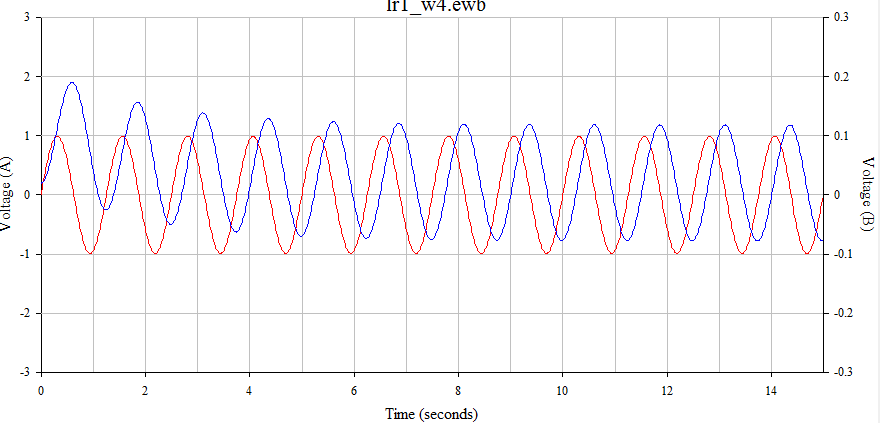 lr1_w4.ewb
3
2
1
0
-1
-2
-3
Voltage (A)
0.3
0.2
0.1
0
-0.1
-0.2
-0.3
Voltage (B)
0 2 4 6 8 10 12 14
Time (seconds)